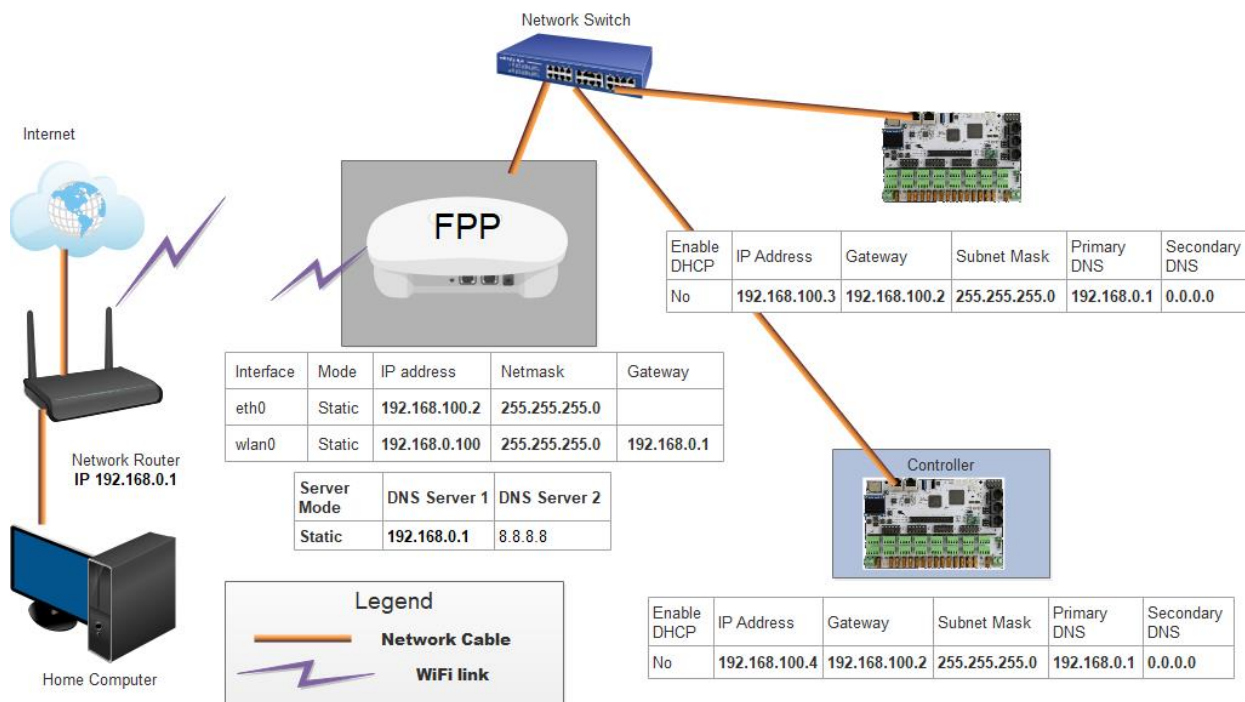 Network Switch
Internet
FPP
Enable DHCP IP Address Gateway Subnet Mask Primary DNS Secondary DNS
No 192.168.100.3 192.168.100.2 255.255.255.0 192.168.0.1 0.0.0.0
Interface Mode IP address Netmask Gateway
eth0 Static 192.168.100.2 255.255.255.0
wlan0 Static 192.168.0.100 255.255.255.0 192.168.0.1
Network Router
IP 192.168.0.1
Server Mode DNS Server 1 DNS Server 2
Static 192.168.0.1 8.8.8.8
Controller
Legend
Network Cable
WiFi link
Home Computer
Enable DHCP IP Address Gateway Subnet Mask Primary DNS Secondary DNS
No 192.168.100.4 192.168.100.2 255.255.255.0 192.168.0.1 0.0.0.0